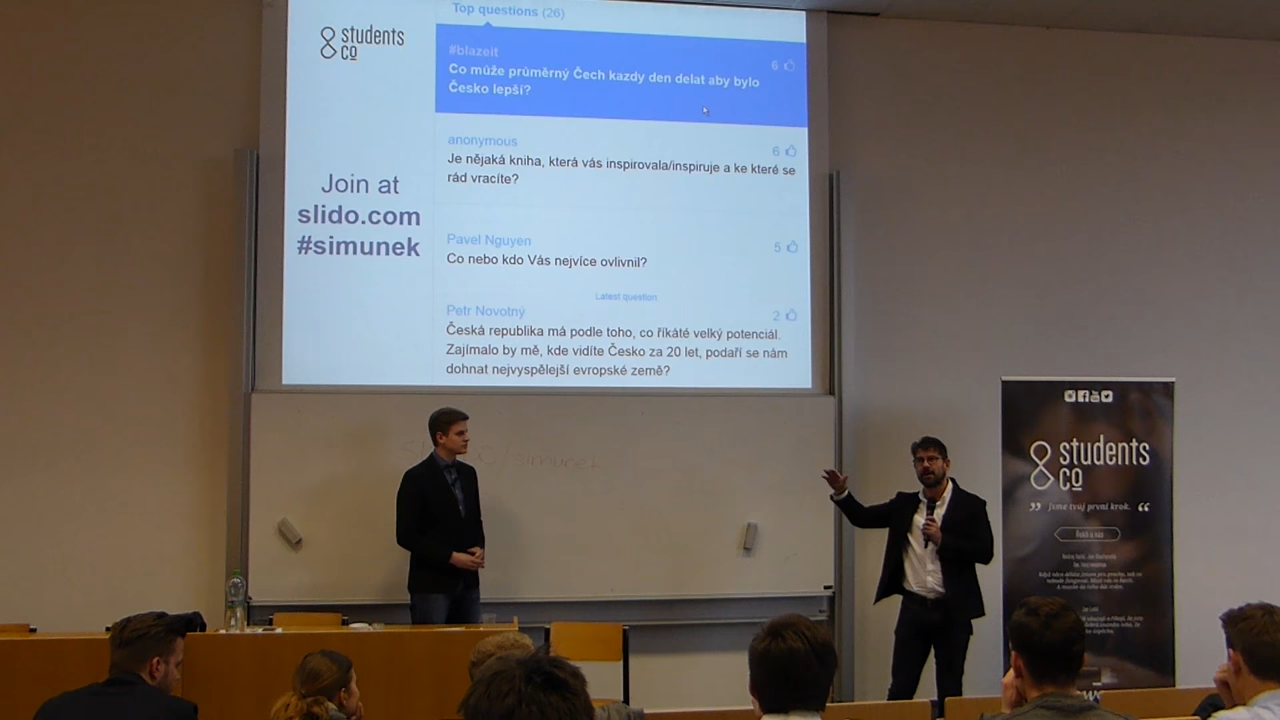 students
co
Join at
slido.com
#simunek
Top questions (26)
#blazeit
6
Co může průměrný Čech kazdy den delat aby bylo
Česko lepší?
anonymous
6
Je nějaká kniha, která vás inspirovala/inspiruje a ke které se
rád vracíte?
Pavel Nguyen
5
Co nebo kdo Vás nejvíce ovlivnil?
Latest question
Petr Novotný
2
Česká republika má podle toho, co říkáté velký potenciál.
Zajímalo by mě, kde vidíte Česko za 20 let, podaří se nám
dohnat nejvyspělejší evropské země?
simunek
students
co
jsme tvůj první krok.